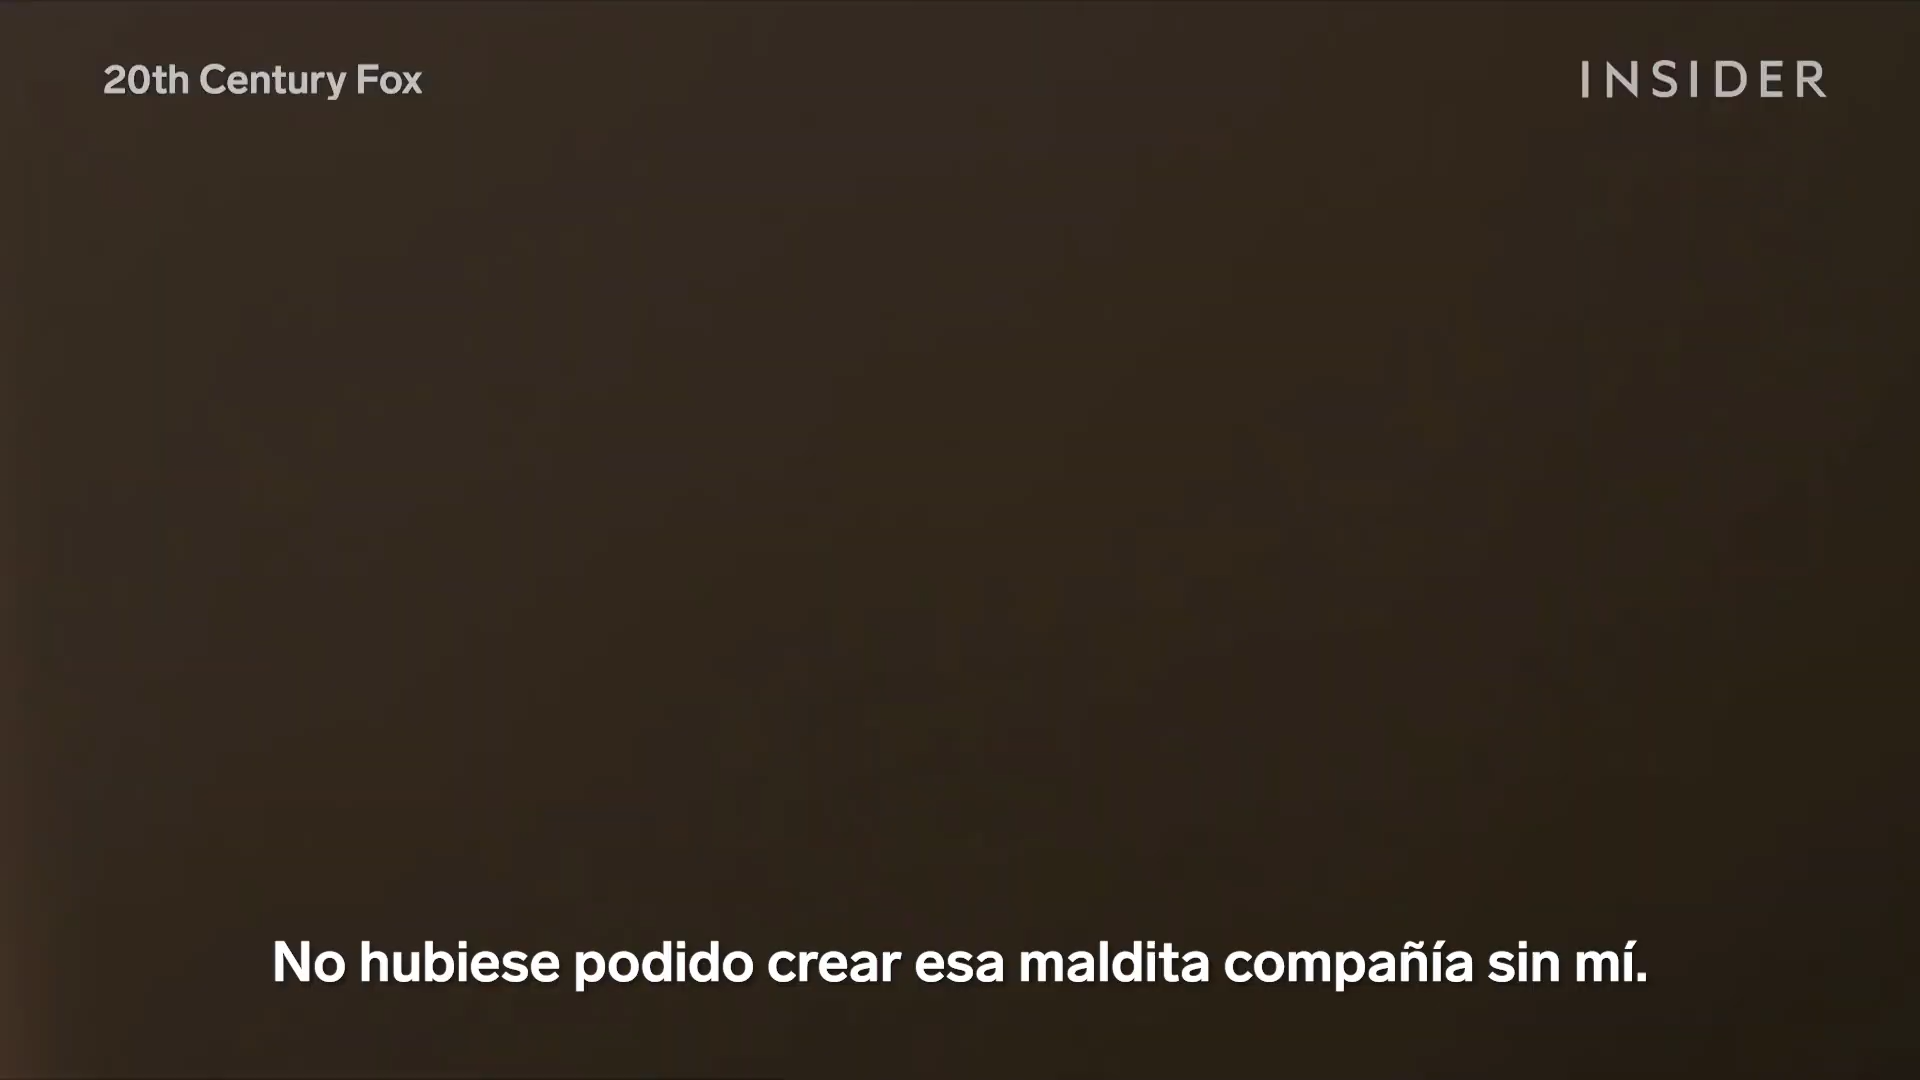 20th Century Fox
INSIDER
No hubiese podido crear esa maldita compañía sin mí.